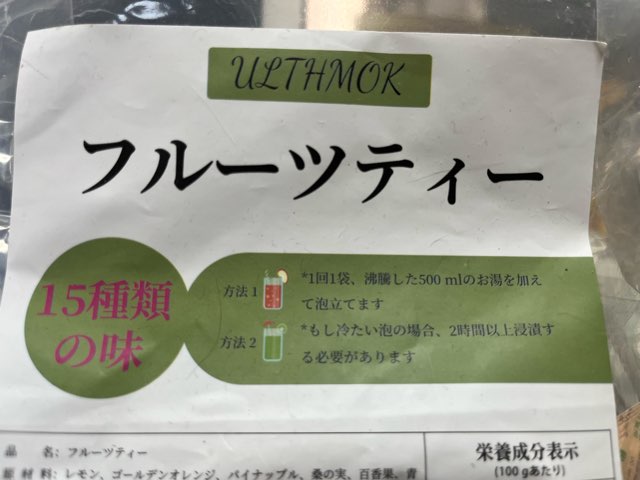 ULTHMOK
フルーツティー
15種類
の味
方法 1
*1回1袋、沸騰した500 mlのお湯を加え
て泡立てます
方法 2
*もし冷たい泡の場合、2時間以上浸漬す
る必要があります
品 名：フルーツティー
原 材 料：レモン、ゴールデンオレンジ、パイナップル、桑の実、百香果、青
栄養成分表示
(100 gあたり)